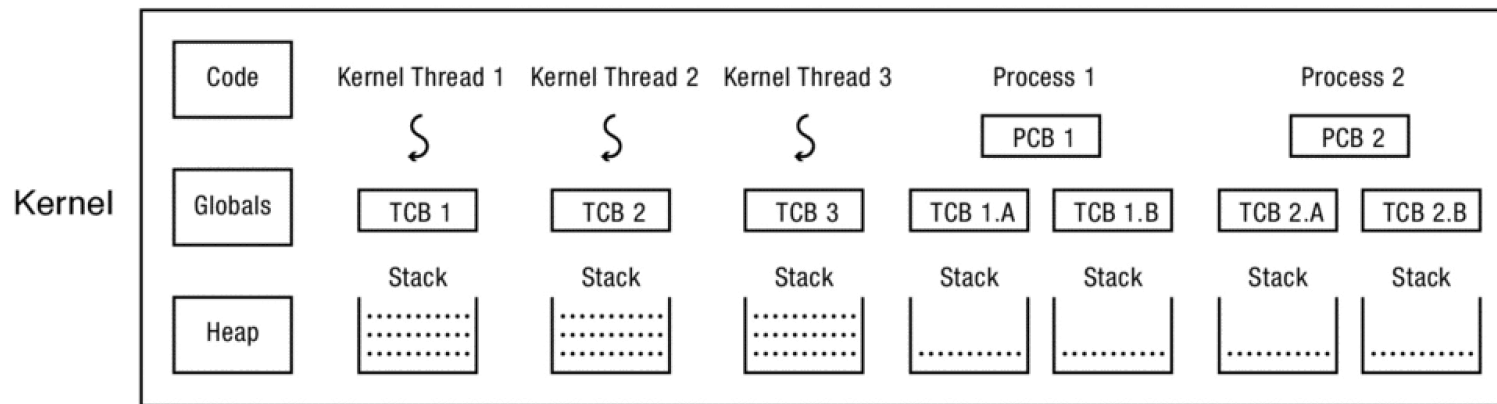 Kernel
Code
Globals
Heap
Kernel Thread 1 Kernel Thread 2 Kernel Thread 3 Process 1 Process 2
PCB 1 PCB 2
TCB 1 TCB 2 TCB 3 TCB 1.A TCB 1.B TCB 2.A TCB 2.B
Stack Stack Stack Stack Stack Stack Stack